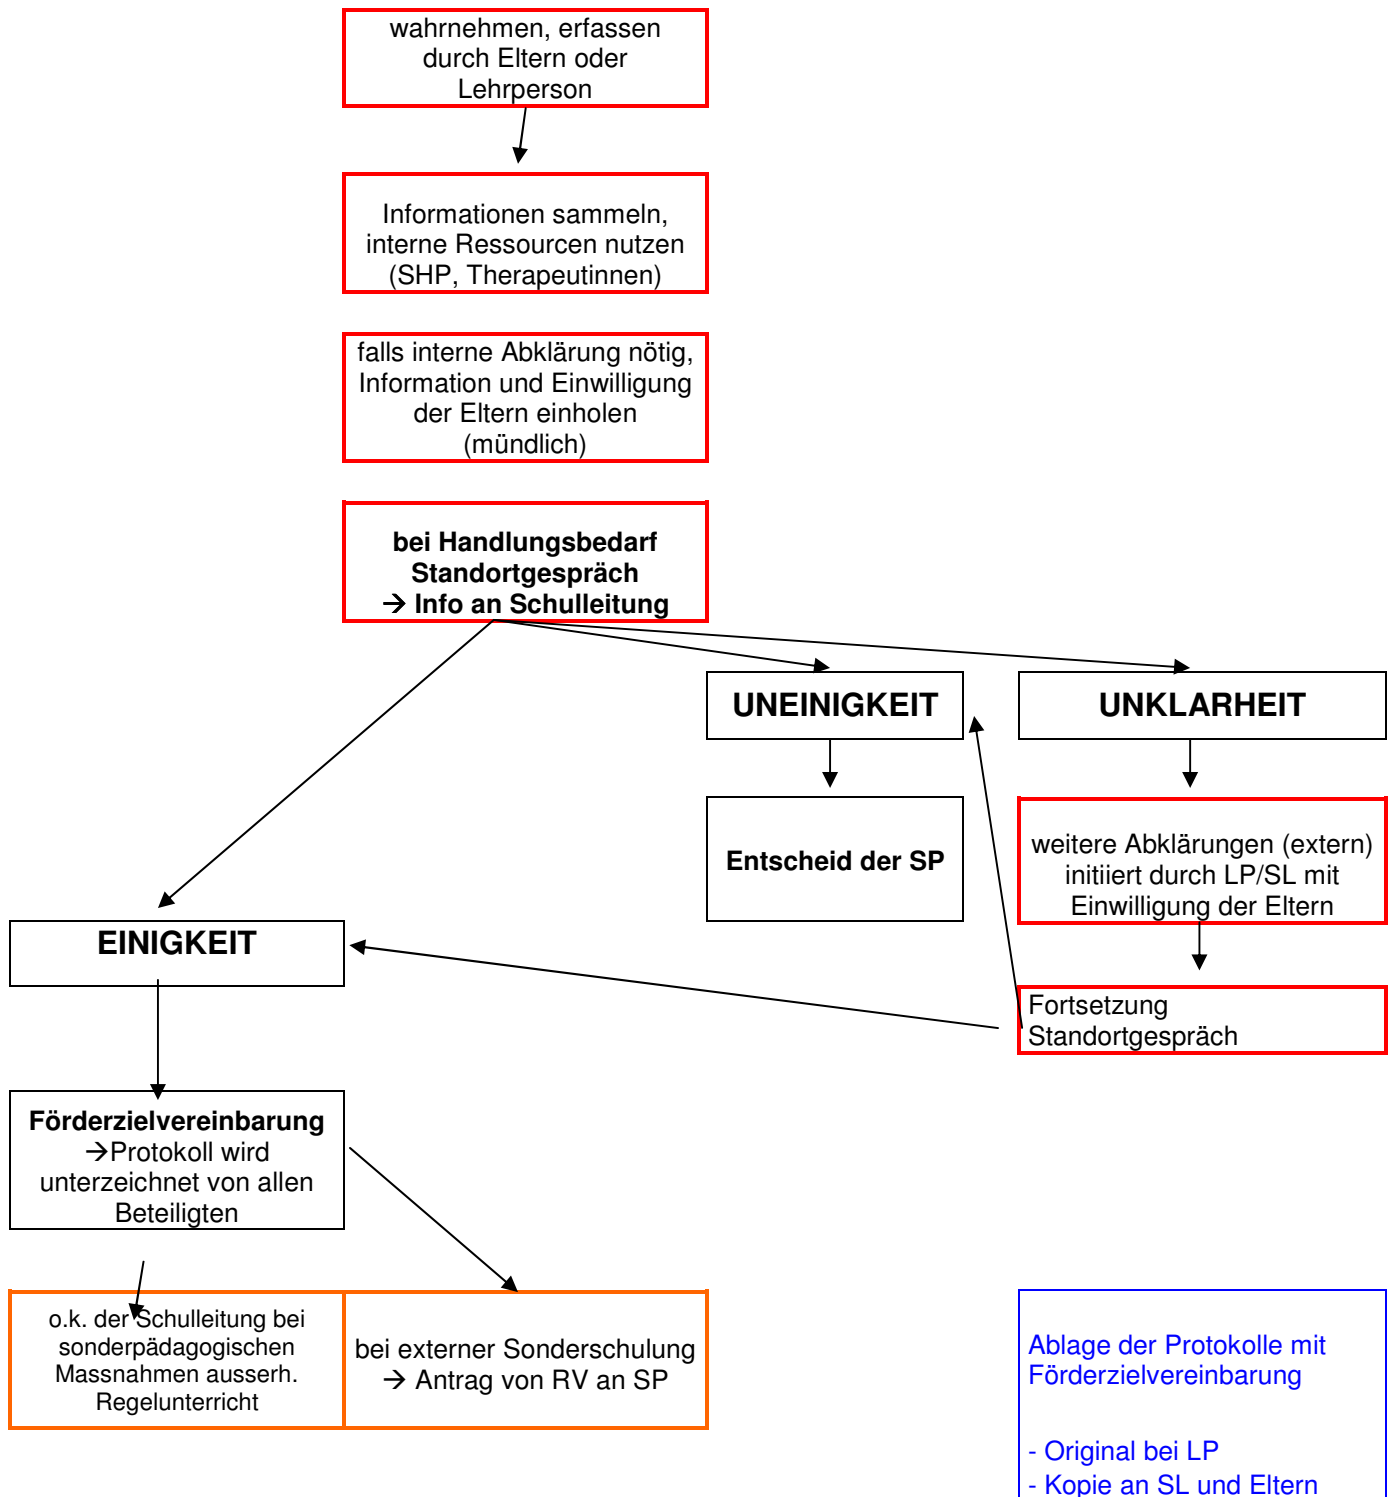 wahrnehmen, erfassen
durch Eltern oder
Lehrperson
Informationen sammeln,
interne Ressourcen nutzen
(SHP, Therapeutinnen)
falls interne Abklärung nötig,
Information und Einwilligung
der Eltern einholen
(mündlich)
bei Handlungsbedarf
Standortgespräch
→ Info an Schulleitung
UNEINIGKEIT
UNKLARHEIT
Entscheid der SP
weitere Abklärungen (extern)
initiiert durch LP/SL mit
Einwilligung der Eltern
EINIGKEIT
Fortsetzung
Standortgespräch
Förderzielvereinbarung
→Protokoll wird
unterzeichnet von allen
Beteiligten
o.k. der Schulleitung bei
sonderpädagogischen
Massnahmen ausserh.
Regelunterricht
bei externer Sonderschulung
→ Antrag von RV an SP
Ablage der Protokolle mit
Förderzielvereinbarung
- Original bei LP
- Kopie an SL und Eltern